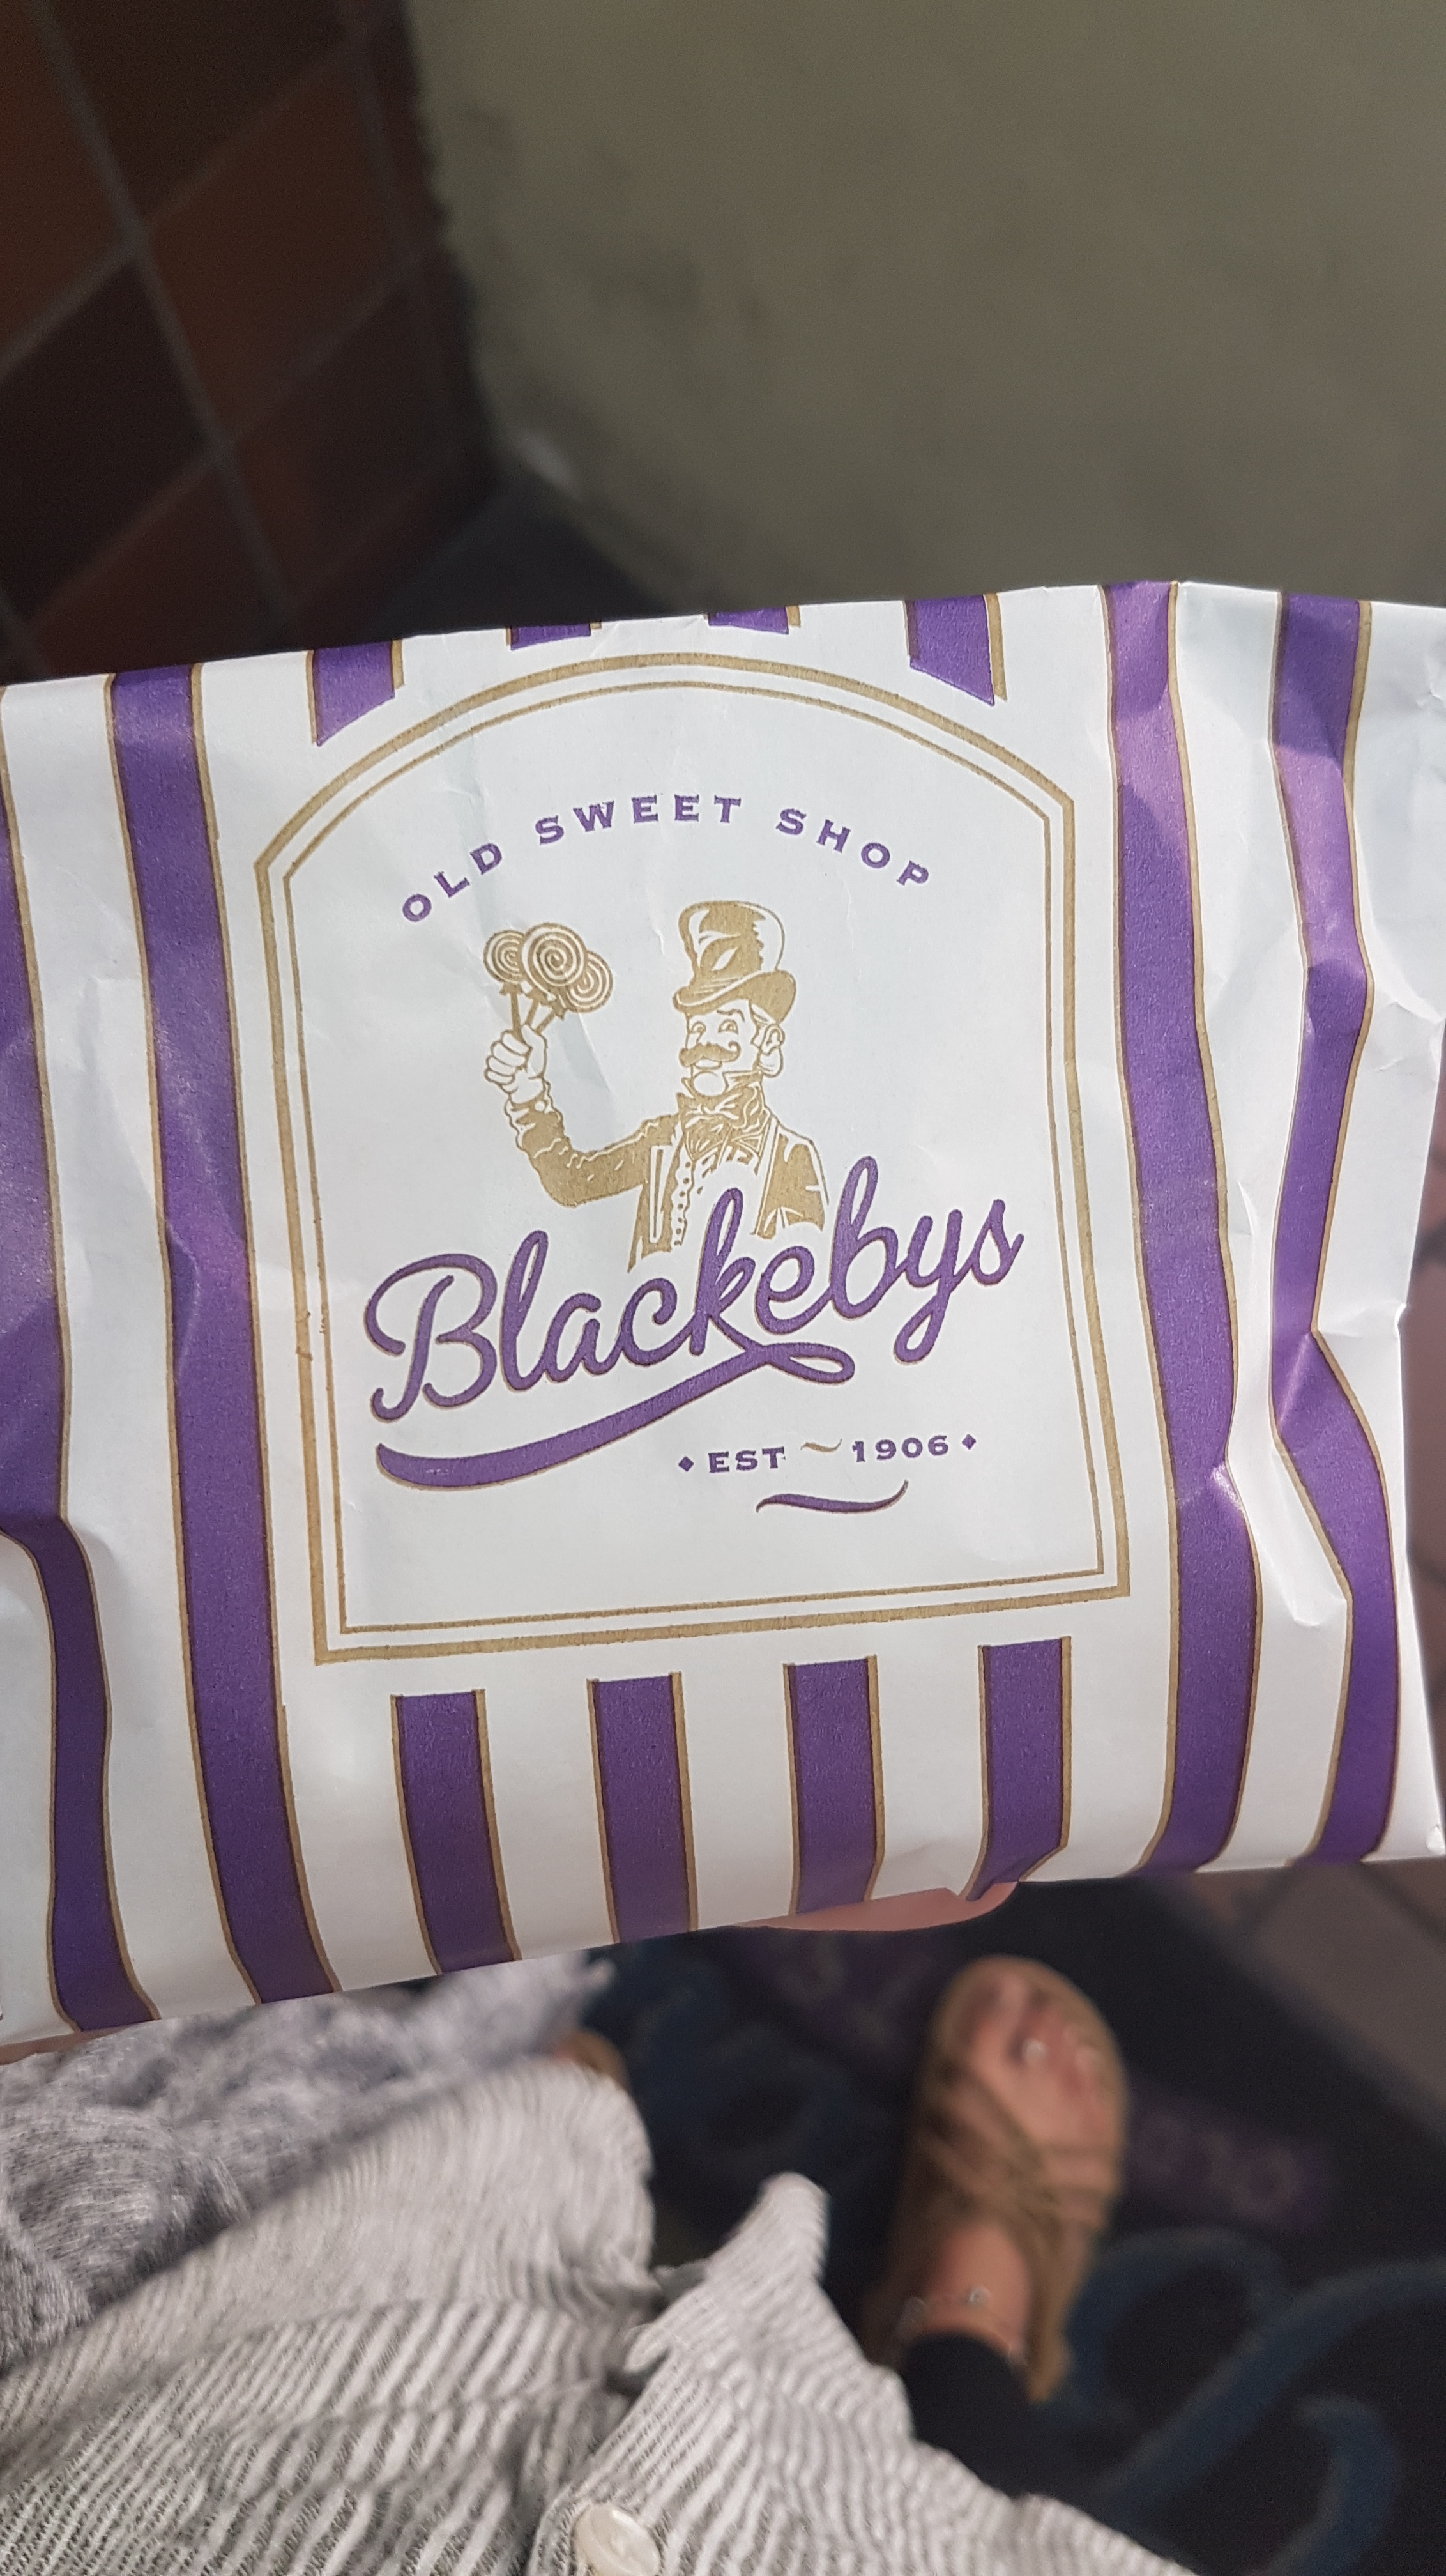 OLD SWEET SHOP
Blackebys
EST ~ 1906